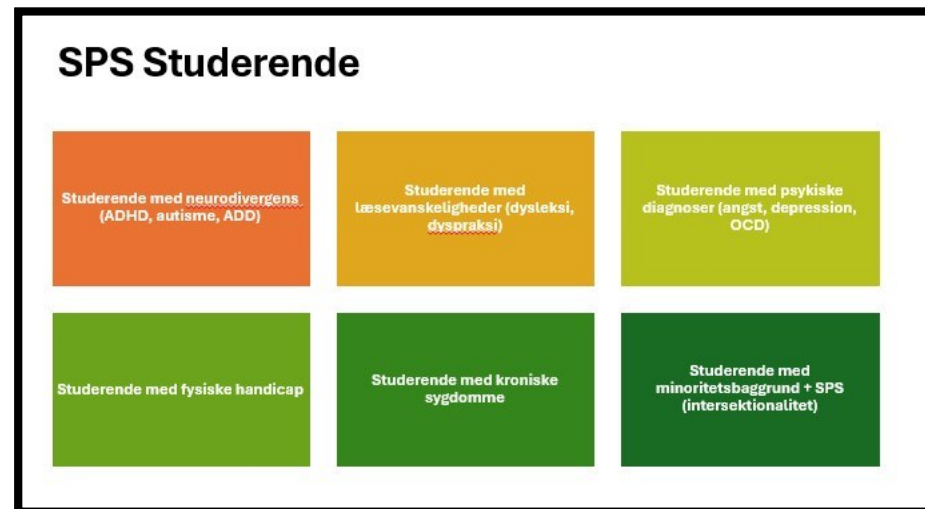 SPS Studerende
Studerende med neurodivergens
(ADHD, autisme, ADD)
Studerende med
læsevanskeligheder (dysleksi,
dyspraksi)
Studerende med psykiske
diagnoser (angst, depression,
OCD)
Studerende med fysiske handicap
Studerende med kroniske
sygdomme
Studerende med
minoritetsbaggrund + SPS
(intersektionalitet)